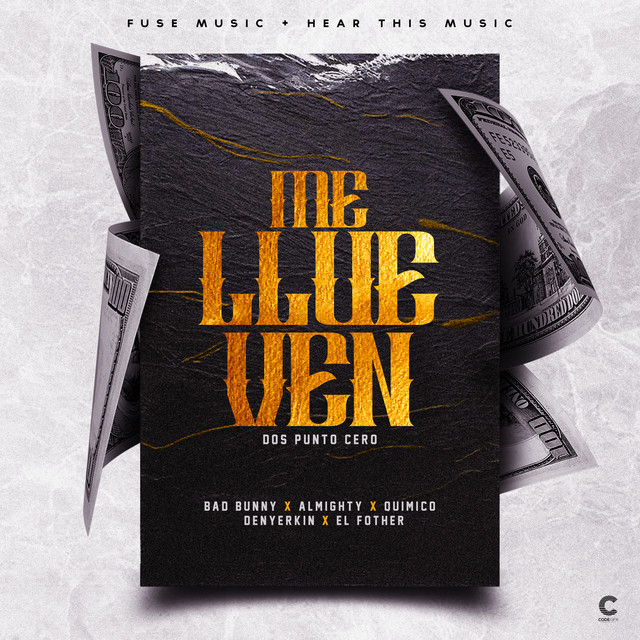 FUSE MUSIC + HEAR THIS MUSIC
ME
LLUE
VEN
DOS PUNTO CERO
BAD BUNNY X ALMIGHTY X QUIMICO
DENYERKIN X EL FOTHER
C